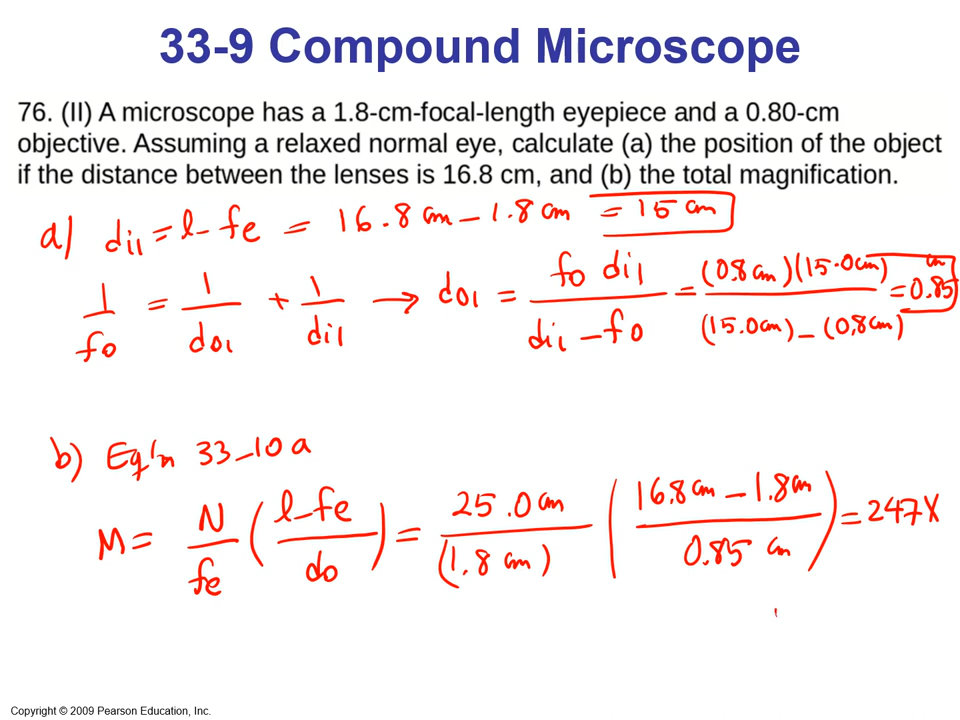 33-9 Compound Microscope
76. (II) A microscope has a 1.8-cm-focal-length eyepiece and a 0.80-cm
objective. Assuming a relaxed normal eye, calculate (a) the position of the object
if the distance between the lenses is 16.8 cm, and (b) the total magnification.
a) di1 = l - fe = 16.8 cm - 1.8 cm = 15 cm
1/fo = 1/do1 + 1/di1 → do1 = fo di1 / di1 - fo = (0.8 cm)(15.0cm) / (15.0cm) - (0.8 cm) = 0.85 cm
b) Eq'n 33-10a
M = N/fe (l-fe / do) = 25.0 cm / (1.8 cm) (16.8 cm - 1.8 cm / 0.85 cm) = 247X
Copyright © 2009 Pearson Education, Inc.